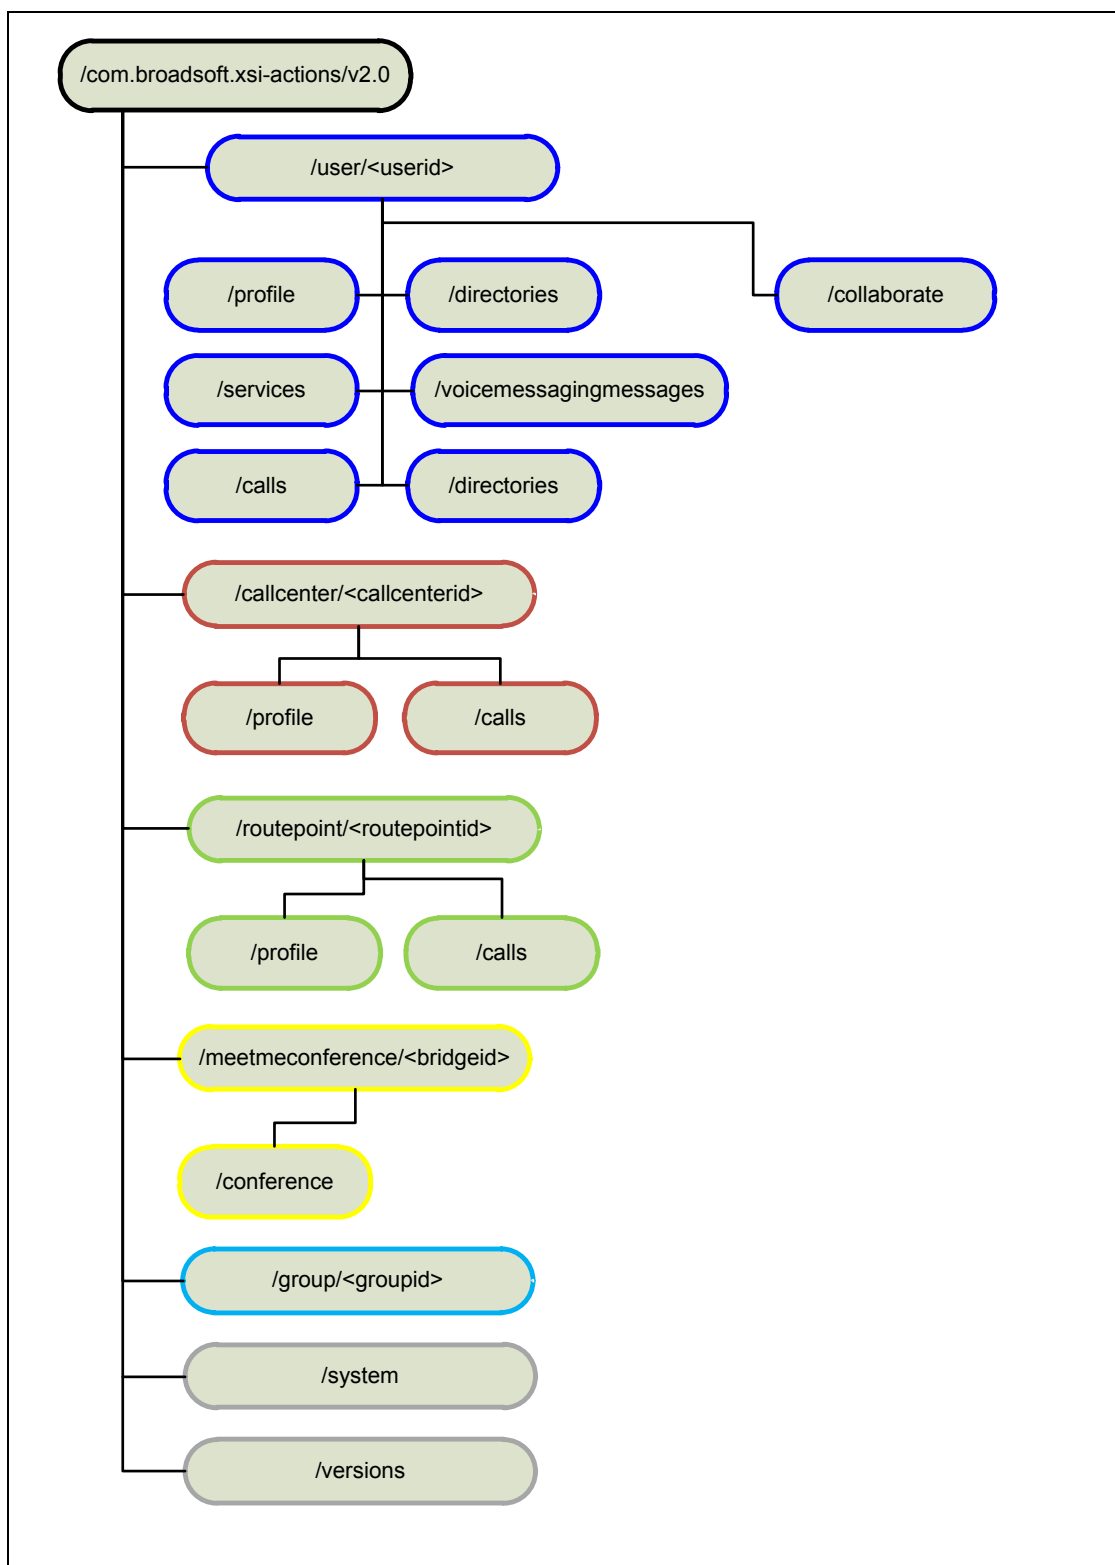 /com.broadsoft.xsi-actions/v2.0
/user/<userid>
/profile
/directories
/collaborate
/services
/voicemessagingmessages
/calls
/directories
/callcenter/<callcenterid>
/profile
/calls
/routepoint/<routepointid>
/profile
/calls
/meetmeconference/<bridgeid>
/conference
/group/<groupid>
/system
/versions